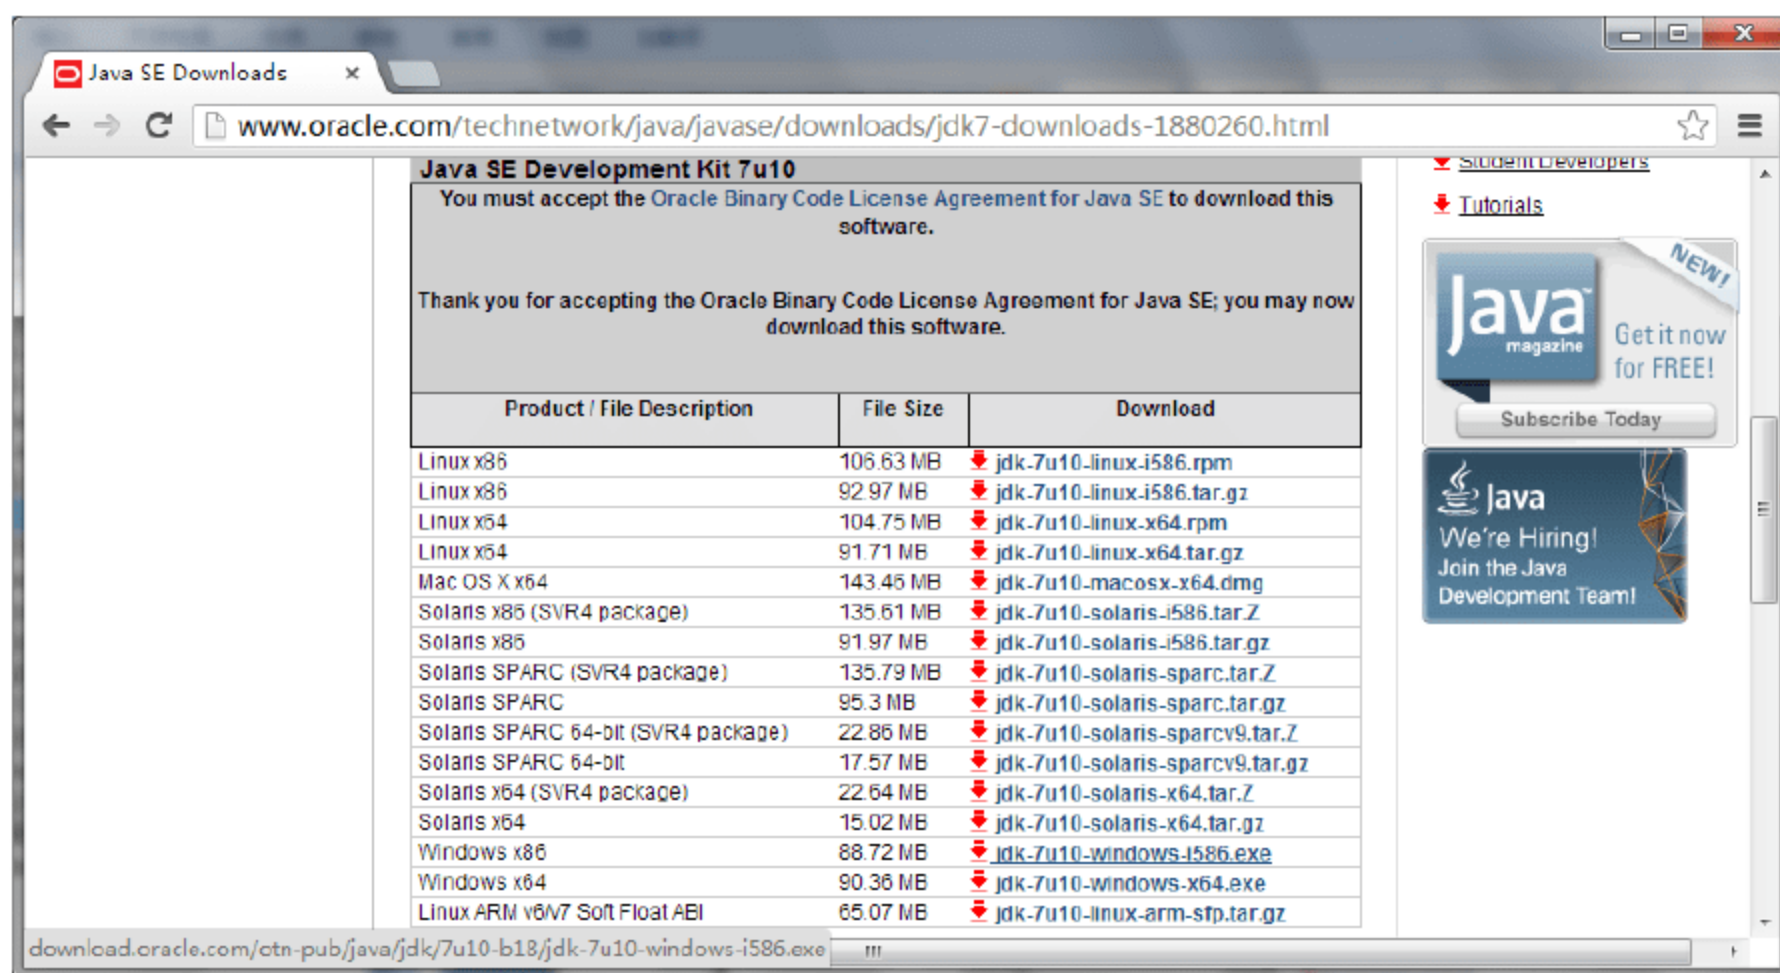 Java SE Downloads
www.oracle.com/technetwork/java/javase/downloads/jdk7-downloads-1880260.html
Java SE Development Kit 7u10
You must accept the Oracle Binary Code License Agreement for Java SE to download this
software.
Thank you for accepting the Oracle Binary Code License Agreement for Java SE; you may now
download this software.
Product / File Description File Size Download
Linux x86 106.63 MB jdk-7u10-linux-i586.rpm
Linux x86 92.97 MB jdk-7u10-linux-i586.tar.gz
Linux x64 104.75 MB jdk-7u10-linux-x64.rpm
Linux x64 91.71 MB jdk-7u10-linux-x64.tar.gz
Mac OS X x64 143.46 MB jdk-7u10-macosx-x64.dmg
Solaris x86 (SVR4 package) 135.61 MB jdk-7u10-solaris-i586.tar.Z
Solaris x86 91.97 MB jdk-7u10-solaris-i586.tar.gz
Solaris SPARC (SVR4 package) 135.79 MB jdk-7u10-solaris-sparc.tar.Z
Solaris SPARC 95.3 MB jdk-7u10-solaris-sparc.tar.gz
Solaris SPARC 64-bit (SVR4 package) 22.86 MB jdk-7u10-solaris-sparcv9.tar.Z
Solaris SPARC 64-bit 17.57 MB jdk-7u10-solaris-sparcv9.tar.gz
Solaris x64 (SVR4 package) 22.64 MB jdk-7u10-solaris-x64.tar.Z
Solaris x64 15.02 MB jdk-7u10-solaris-x64.tar.gz
Windows x86 88.72 MB jdk-7u10-windows-i586.exe
Windows x64 90.36 MB jdk-7u10-windows-x64.exe
Linux ARM v6/v7 Soft Float ABI 65.07 MB jdk-7u10-linux-arm-sfp.tar.gz
Student Developers
Tutorials
NEW!
Java
magazine
Get it now
for FREE!
Subscribe Today
Java
We're Hiring!
Join the Java
Development Team!
download.oracle.com/otn-pub/java/jdk/7u10-b18/jdk-7u10-windows-i586.exe